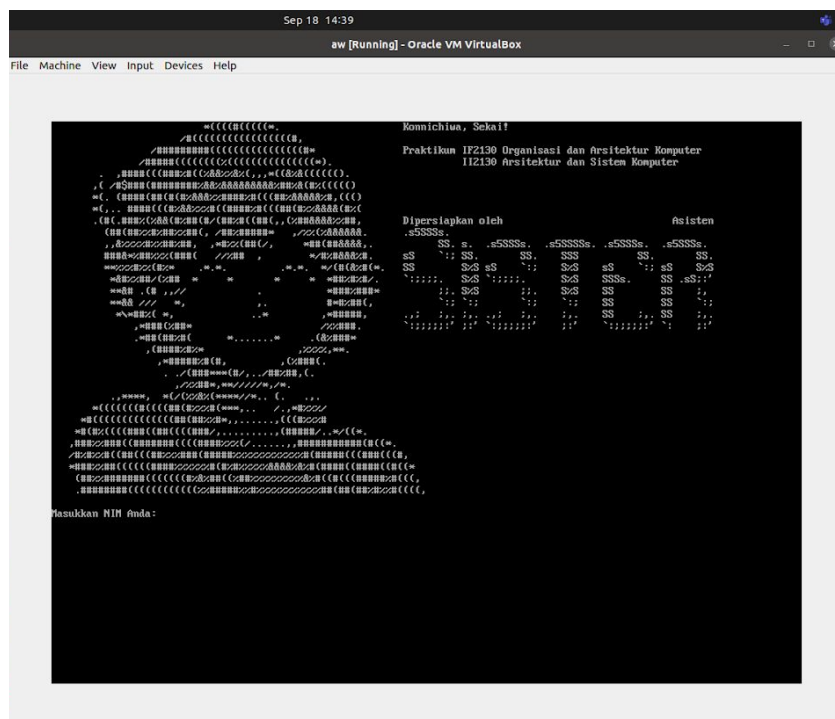 Sep 18 14:39
aw [Running] - Oracle VM VirtualBox
File Machine View Input Devices Help
Konnichiwa, Sekai!
Praktikum IF2130 Organisasi dan Arsitektur Komputer
II2130 Arsitektur dan Sistem Komputer
Dipersiapkan oleh Asisten
SISTER
Masukkan NIM Anda: